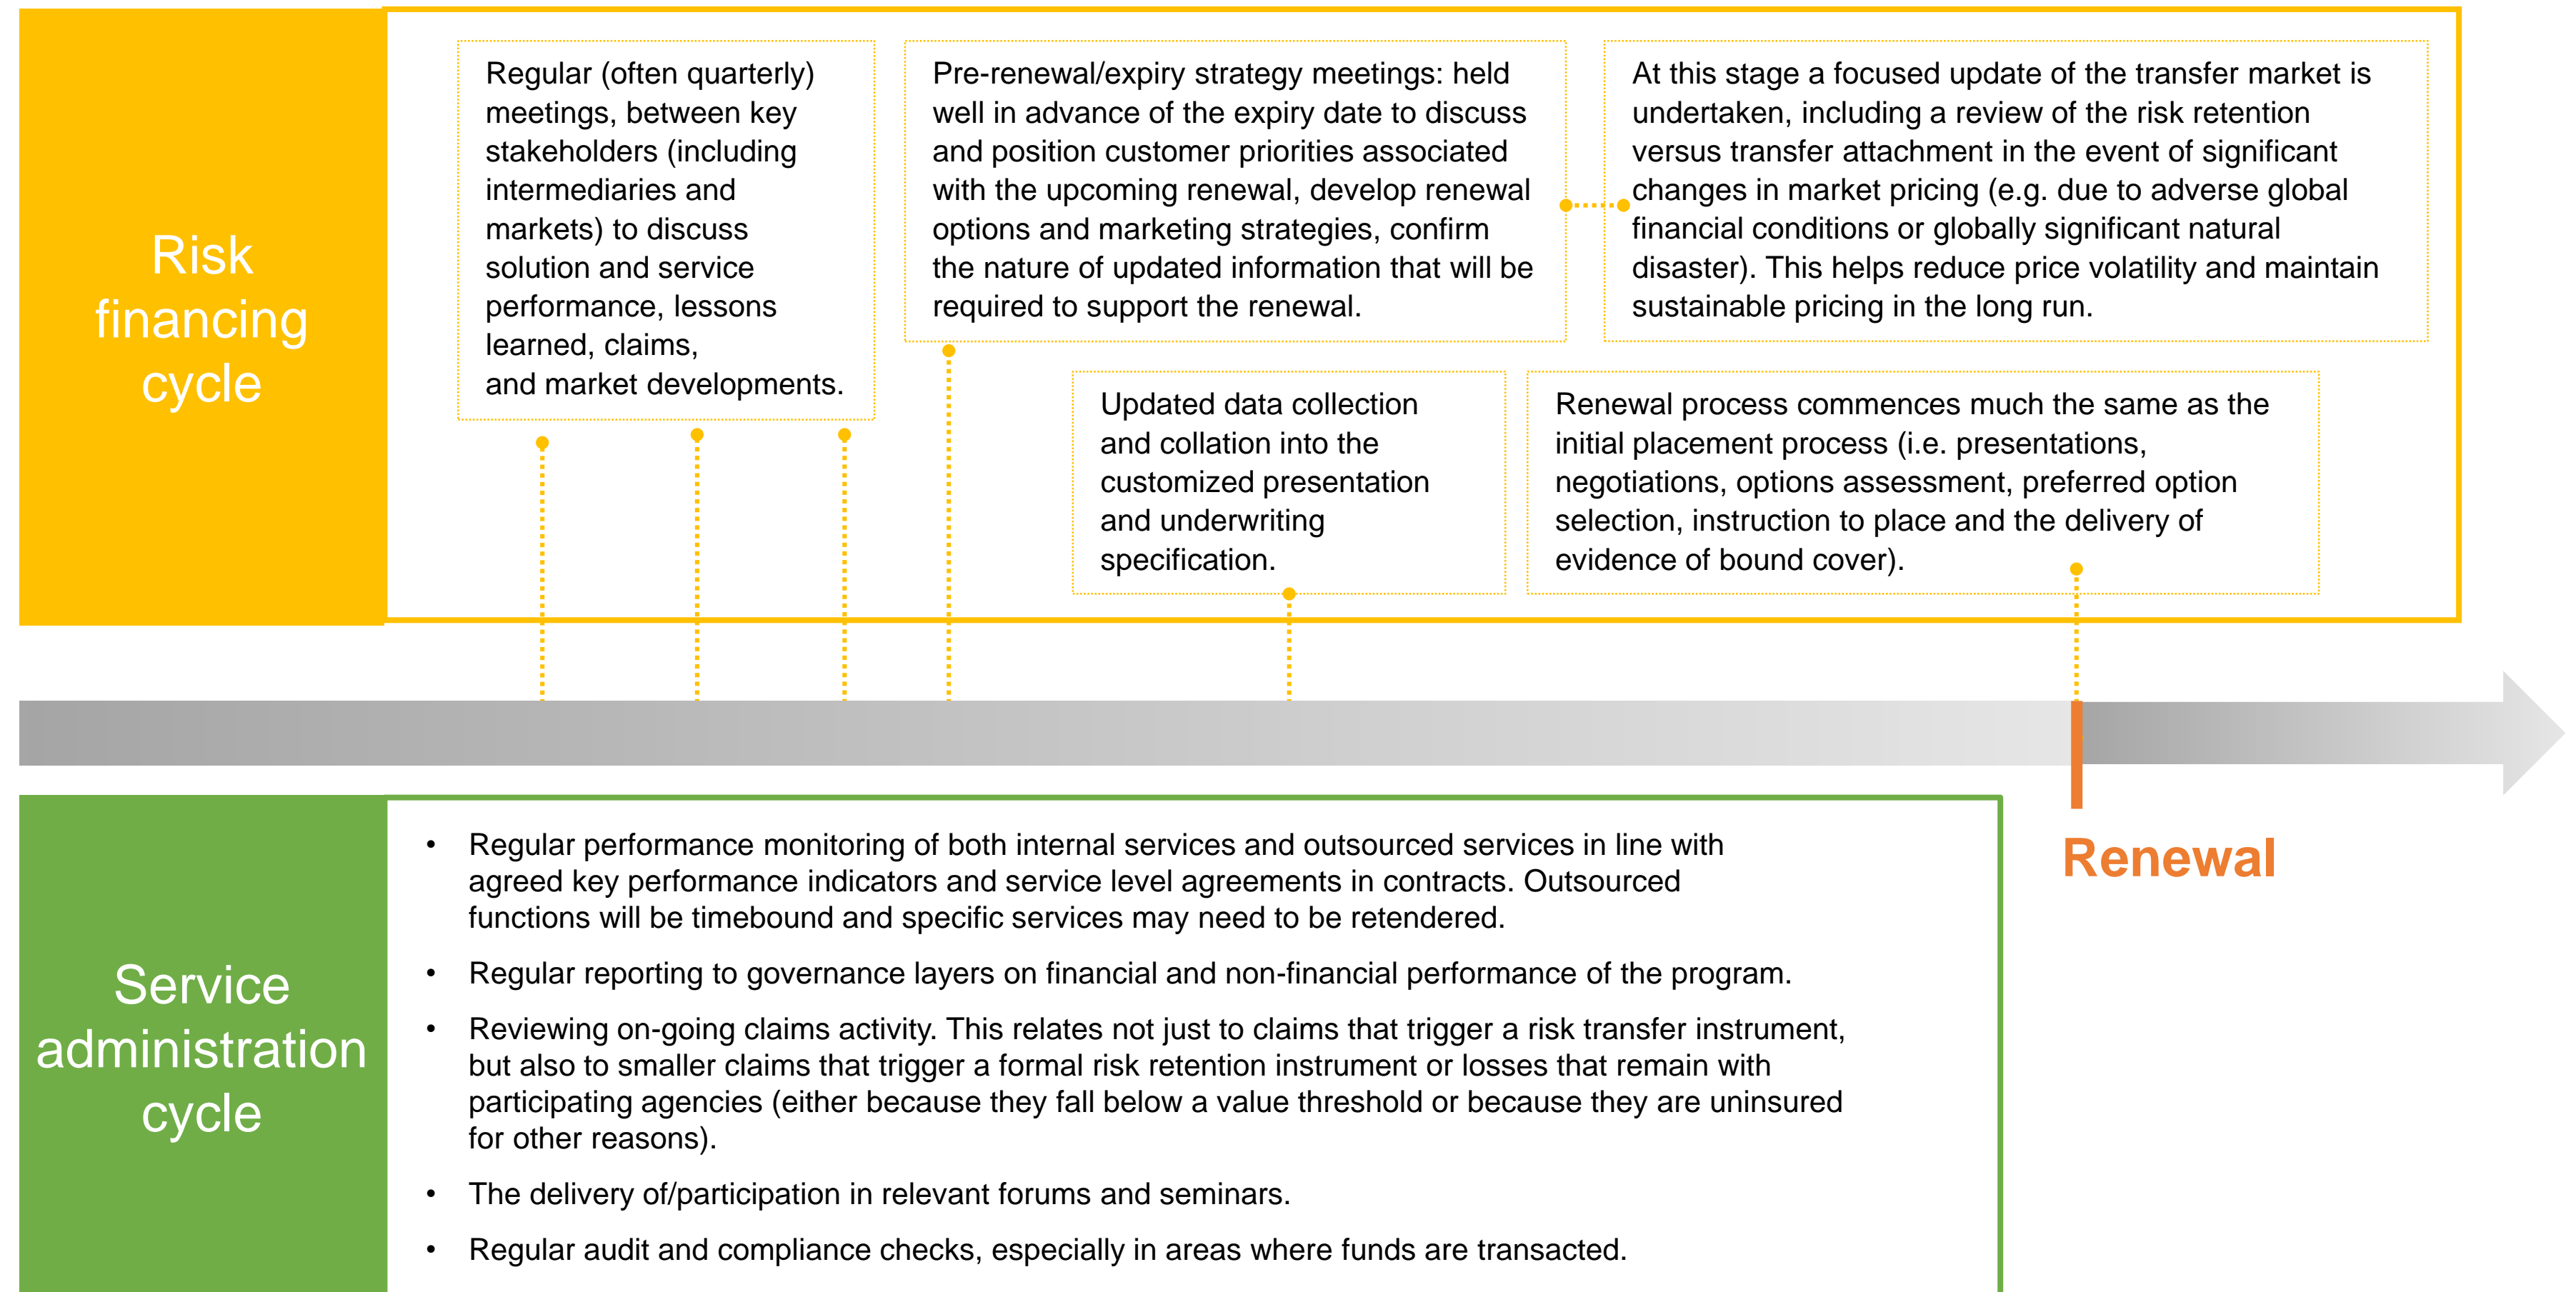 Risk
financing
cycle
Regular (often quarterly)
meetings, between key
stakeholders (including
intermediaries and
markets) to discuss
solution and service
performance, lessons
learned, claims,
and market developments.
Pre-renewal/expiry strategy meetings: held
well in advance of the expiry date to discuss
and position customer priorities associated
with the upcoming renewal, develop renewal
options and marketing strategies, confirm
the nature of updated information that will be
required to support the renewal.
At this stage a focused update of the transfer market is
undertaken, including a review of the risk retention
versus transfer attachment in the event of significant
changes in market pricing (e.g. due to adverse global
financial conditions or globally significant natural
disaster). This helps reduce price volatility and maintain
sustainable pricing in the long run.
Updated data collection
and collation into the
customized presentation
and underwriting
specification.
Renewal process commences much the same as the
initial placement process (i.e. presentations,
negotiations, options assessment, preferred option
selection, instruction to place and the delivery of
evidence of bound cover).
Renewal
Service
administration
cycle
• Regular performance monitoring of both internal services and outsourced services in line with
agreed key performance indicators and service level agreements in contracts. Outsourced
functions will be timebound and specific services may need to be retendered.
• Regular reporting to governance layers on financial and non-financial performance of the program.
• Reviewing on-going claims activity. This relates not just to claims that trigger a risk transfer instrument,
but also to smaller claims that trigger a formal risk retention instrument or losses that remain with
participating agencies (either because they fall below a value threshold or because they are uninsured
for other reasons).
• The delivery of/participation in relevant forums and seminars.
• Regular audit and compliance checks, especially in areas where funds are transacted.